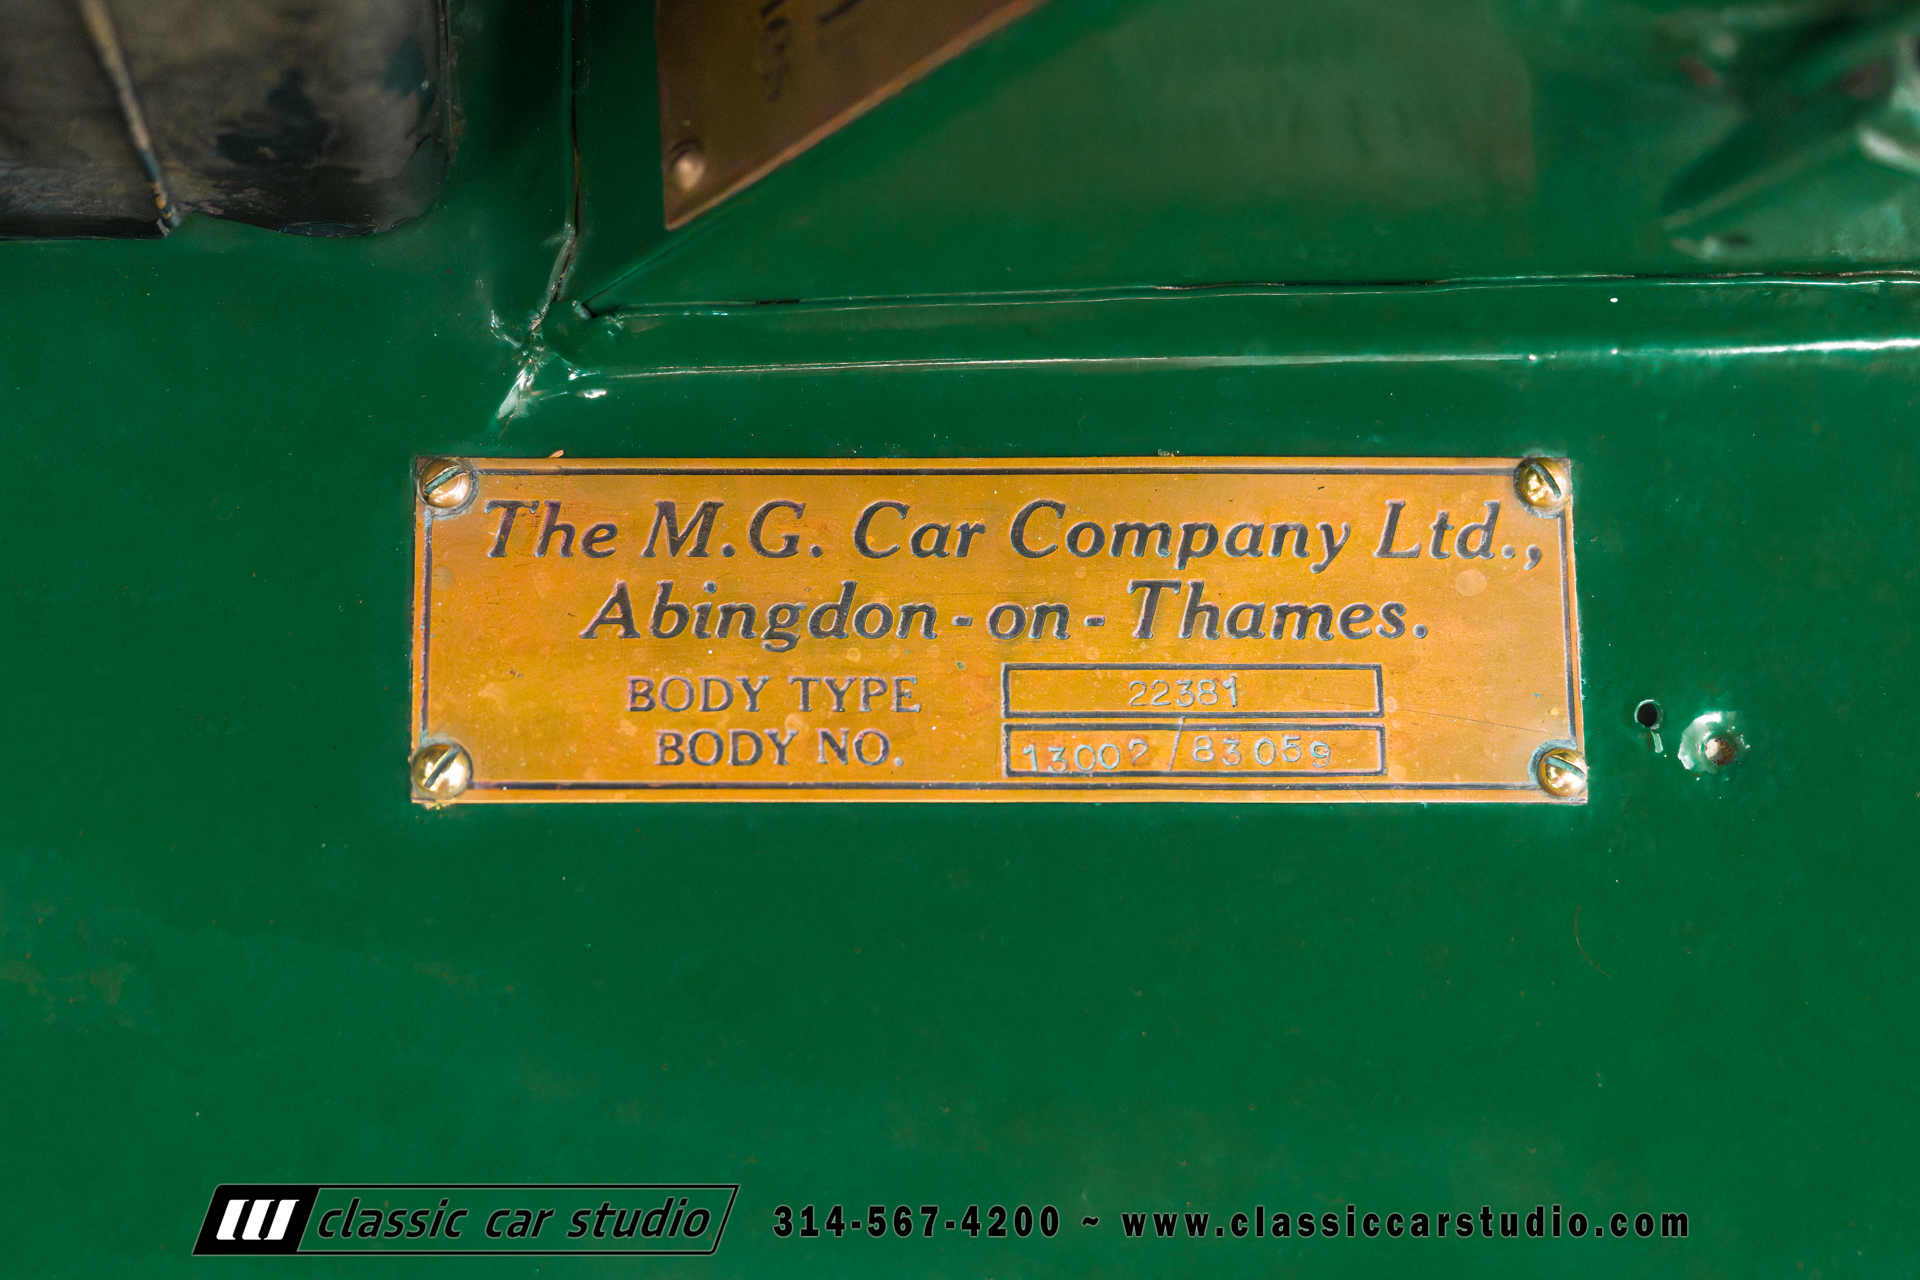 The M.G. Car Company Ltd.,
Abingdon-on-Thames.
BODY TYPE 22381
BODY NO. 13002/83059
classic car studio 314-567-4200 ~ www.classiccarstudio.com